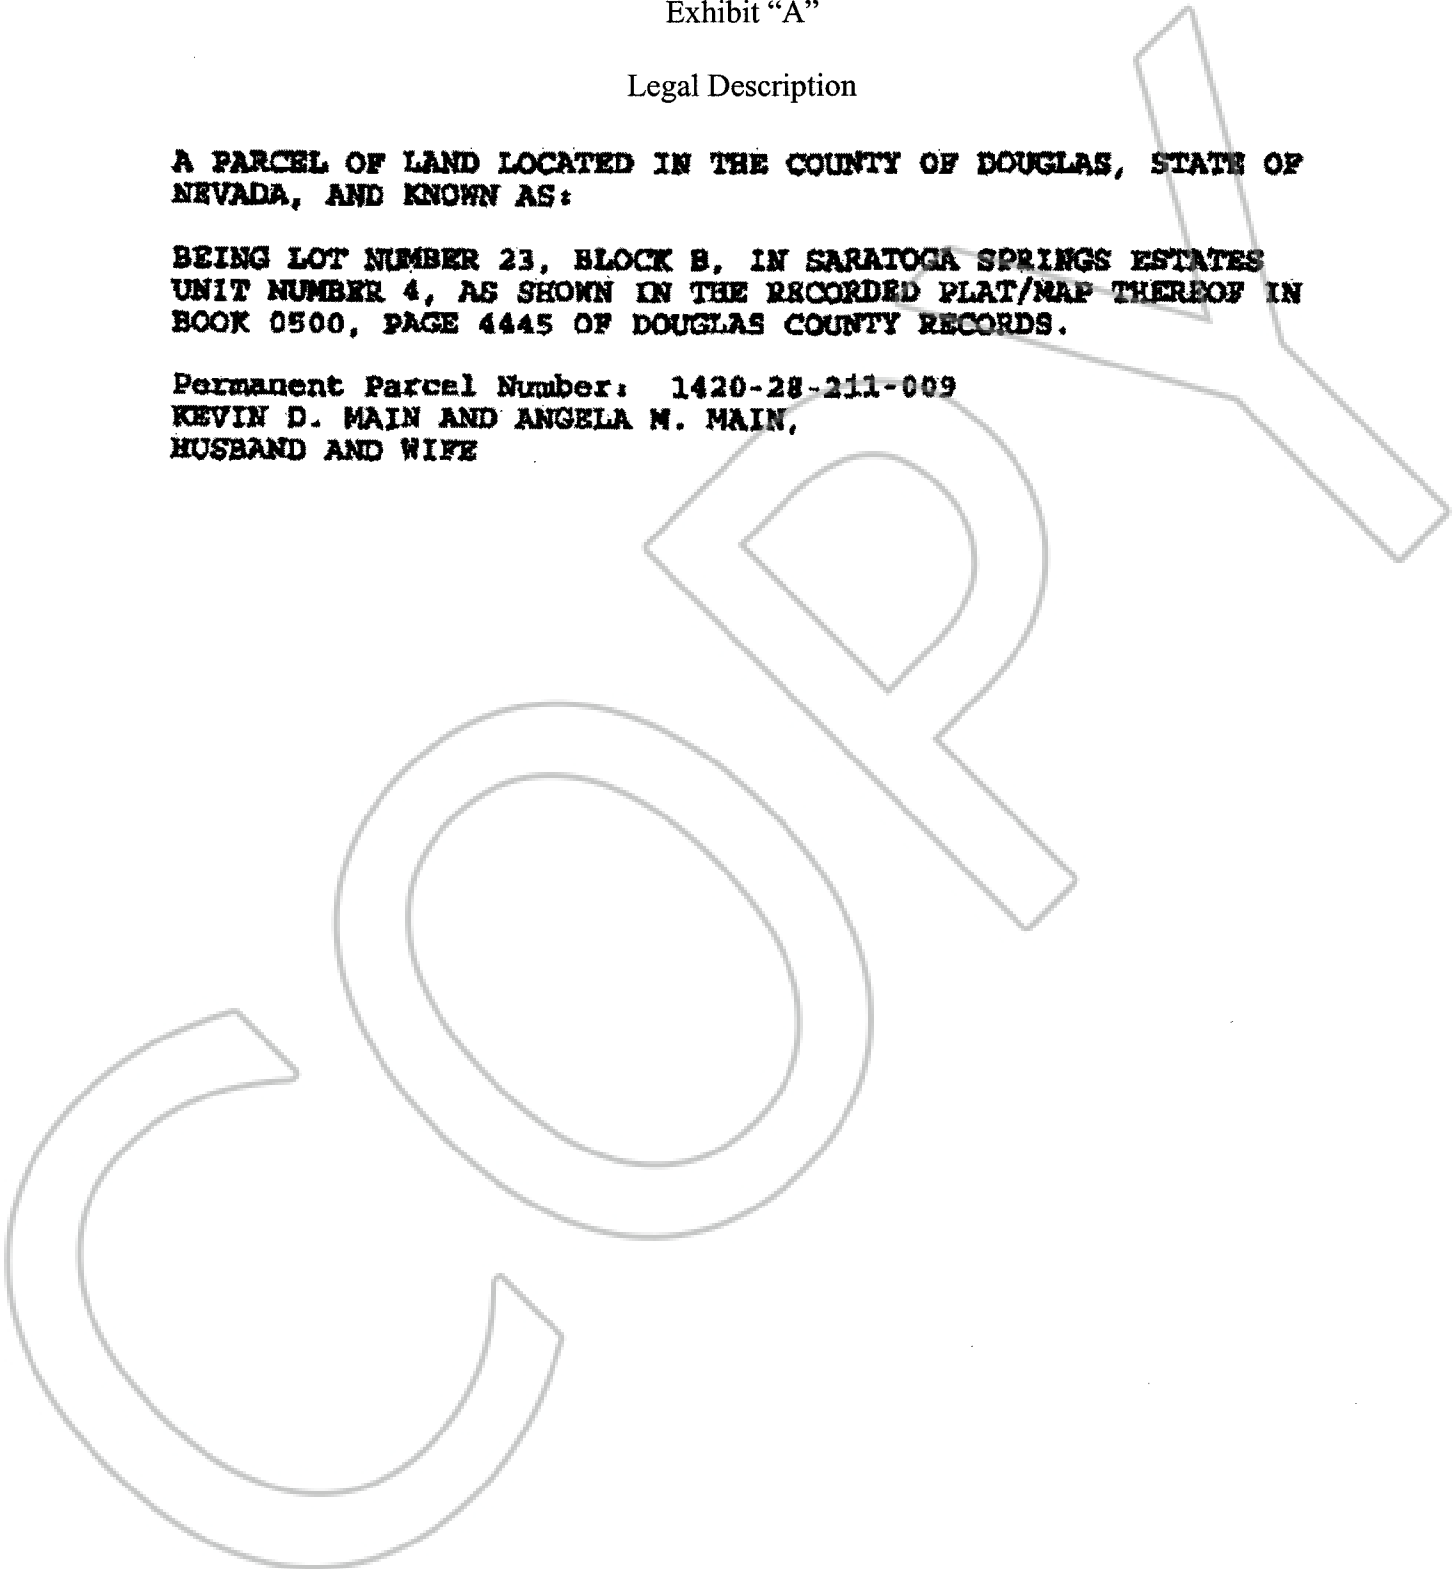 Exhibit “A”
Legal Description
A PARCEL OF LAND LOCATED IN THE COUNTY OF DOUGLAS, STATE OF
NEVADA, AND KNOWN AS:
BEING LOT NUMBER 23, BLOCK B, IN SARATOGA SPRINGS ESTATES
UNIT NUMBER 4, AS SHOWN IN THE RECORDED PLAT/MAP THEREOF IN
BOOK 0500, PAGE 4445 OF DOUGLAS COUNTY RECORDS.
Permanent Parcel Number: 1420-28-211-009
KEVIN D. MAIN AND ANGELA M. MAIN,
HUSBAND AND WIFE
COPY